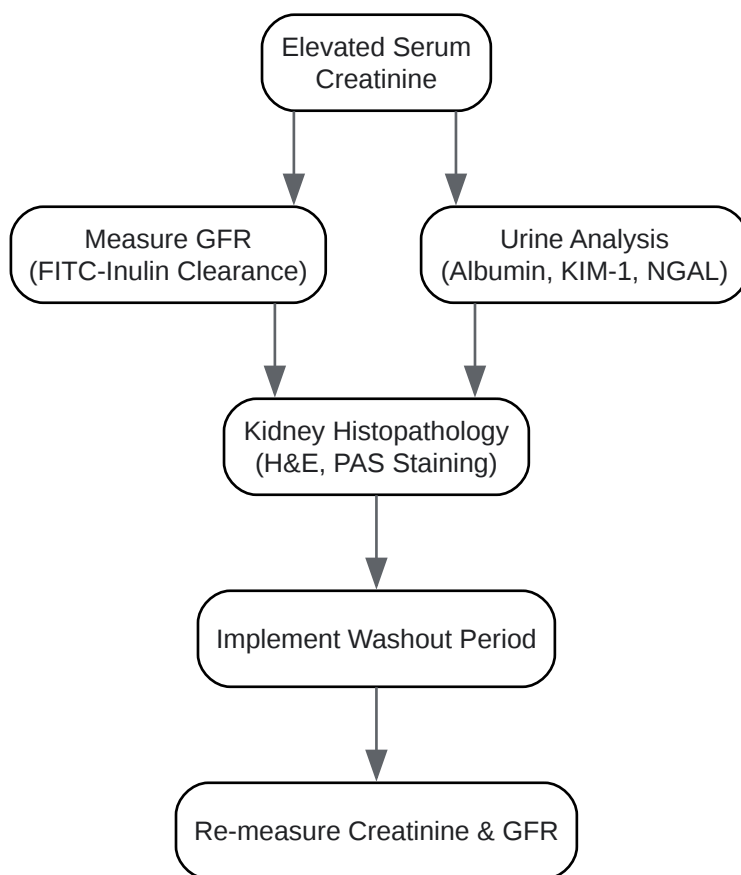 Elevated Serum
Creatinine
Measure GFR
(FITC-Inulin Clearance)
Urine Analysis
(Albumin, KIM-1, NGAL)
Kidney Histopathology
(H&E, PAS Staining)
Implement Washout Period
Re-measure Creatinine & GFR